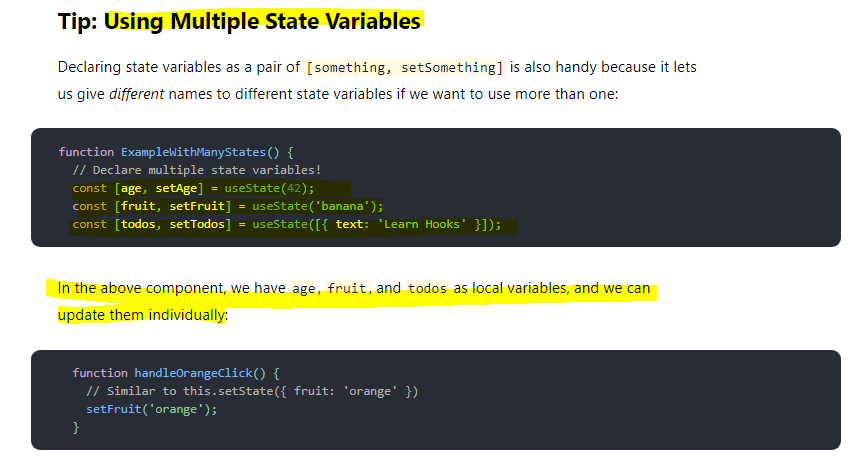 Tip: Using Multiple State Variables
Declaring state variables as a pair of [something, setSomething] is also handy because it lets
us give different names to different state variables if we want to use more than one:
function ExampleWithManyStates() {
  // Declare multiple state variables!
  const [age, setAge] = useState(42);
  const [fruit, setFruit] = useState('banana');
  const [todos, setTodos] = useState([{ text: 'Learn Hooks' }]);
In the above component, we have age, fruit, and todos as local variables, and we can
update them individually:
  function handleOrangeClick() {
    // Similar to this.setState({ fruit: 'orange' })
    setFruit('orange');
  }